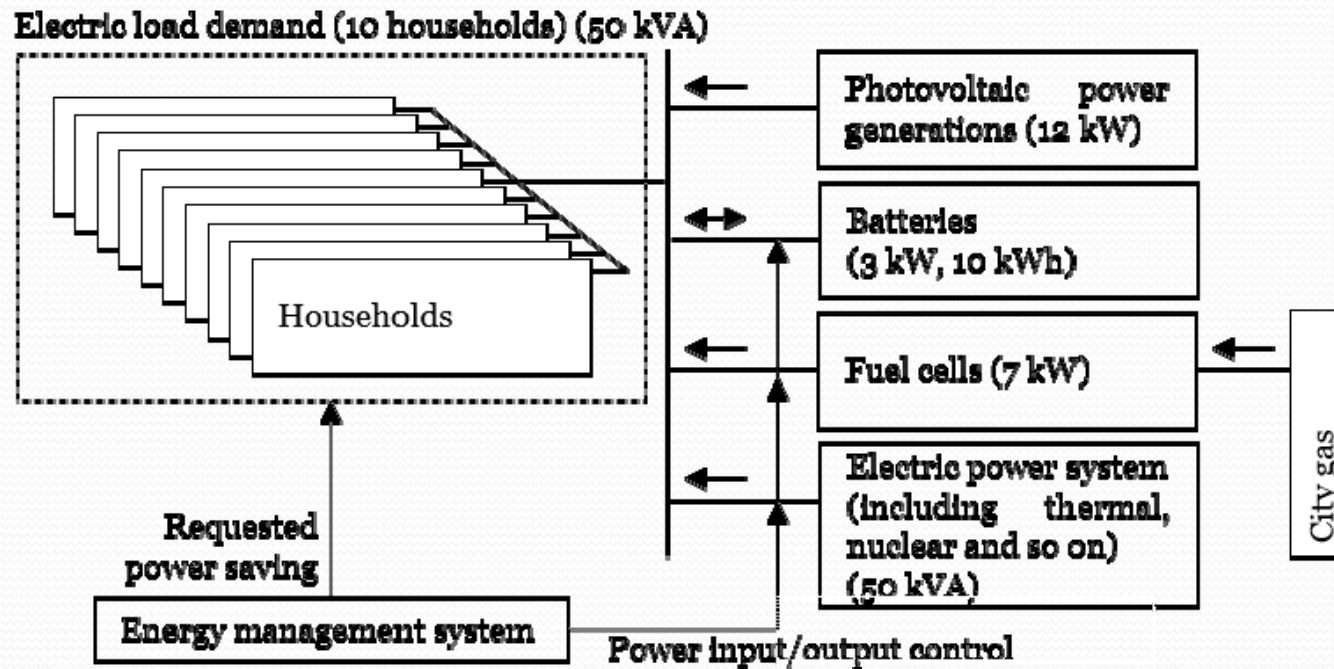 Electric load demand (10 households) (50 kVA)
Households
Photovoltaic power
generations (12 kW)
Batteries
(3 kW, 10 kWh)
Fuel cells (7 kW)
Electric power system
(including thermal,
nuclear and so on)
(50 kVA)
City gas
Requested
power saving
Energy management system
Power input/output control